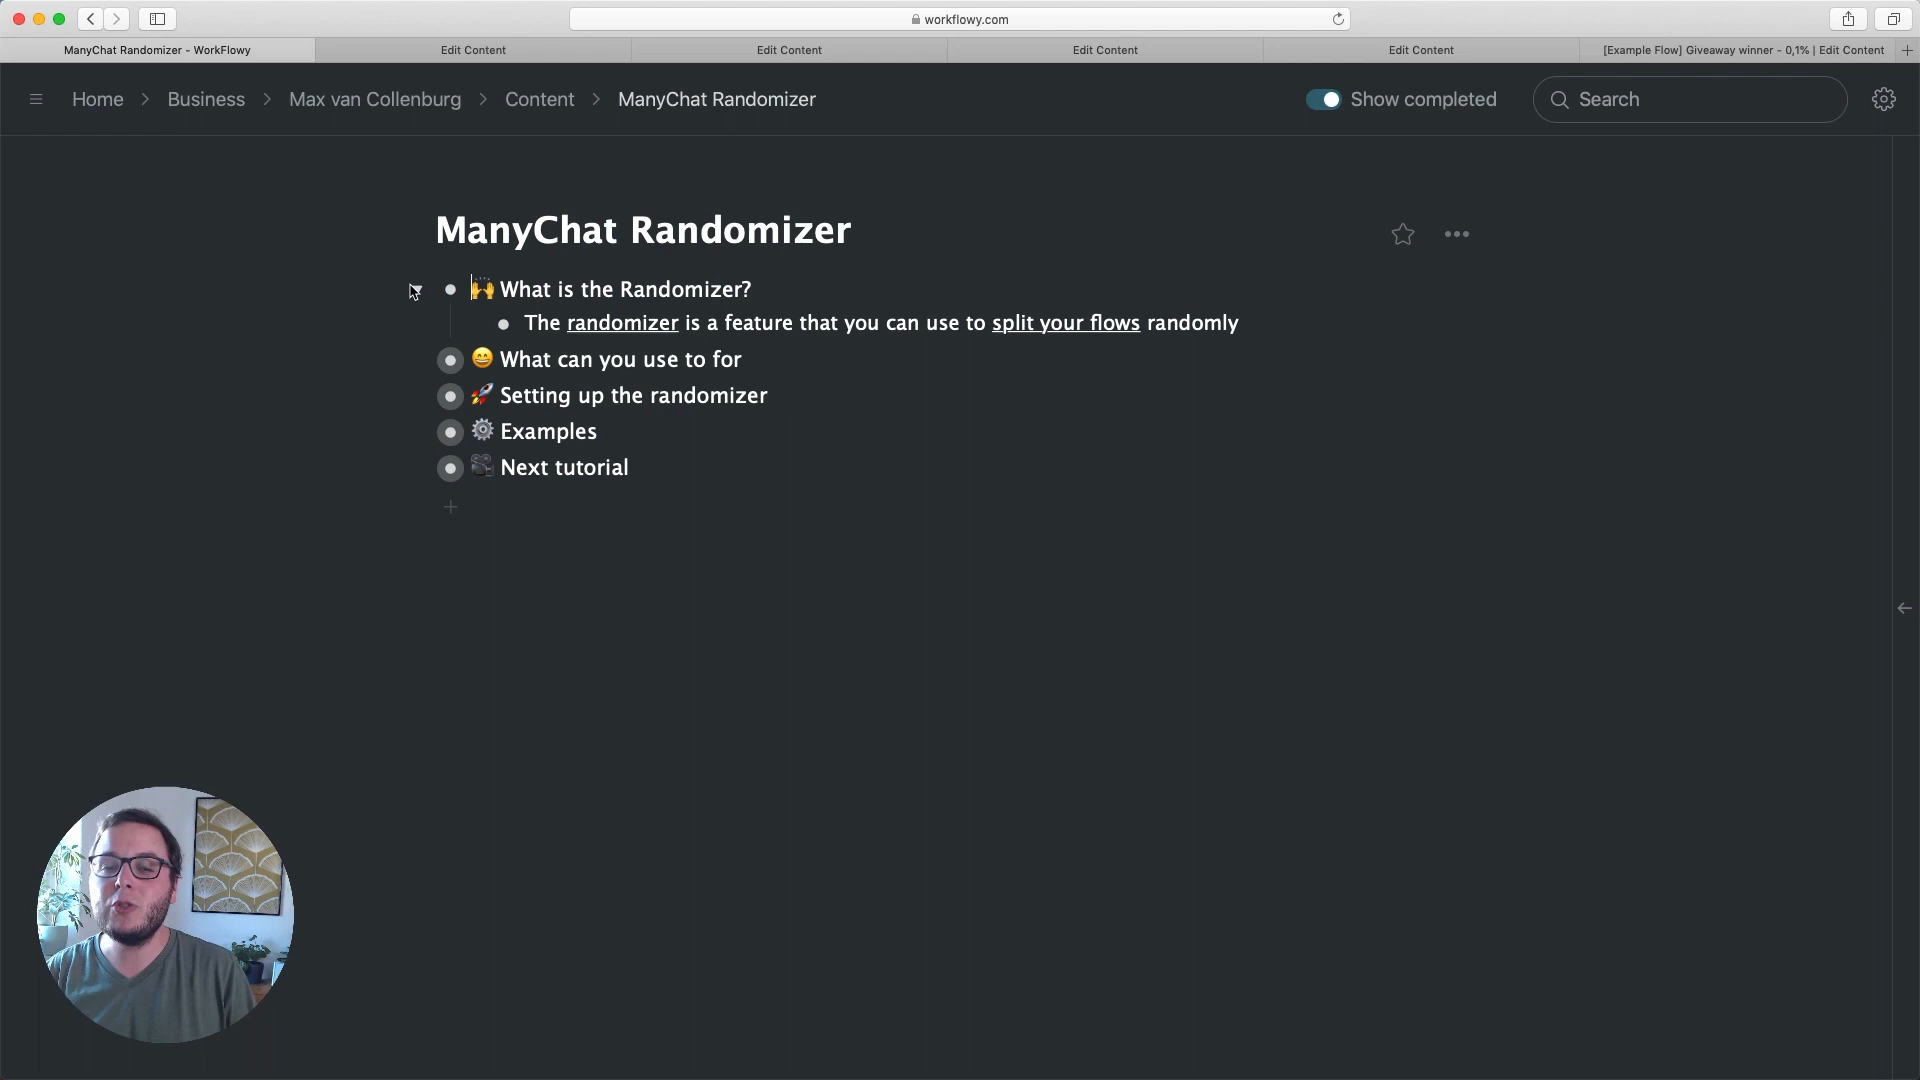 workflowy.com
ManyChat Randomizer - WorkFlowy
Edit Content
Edit Content
Edit Content
Edit Content
[Example Flow] Giveaway winner - 0,1% | Edit Content
Home > Business > Max van Collenburg > Content > ManyChat Randomizer
Show completed
Search
ManyChat Randomizer
🙌 What is the Randomizer?
The randomizer is a feature that you can use to split your flows randomly
😄 What can you use to for
🚀 Setting up the randomizer
⚙️ Examples
🎥 Next tutorial